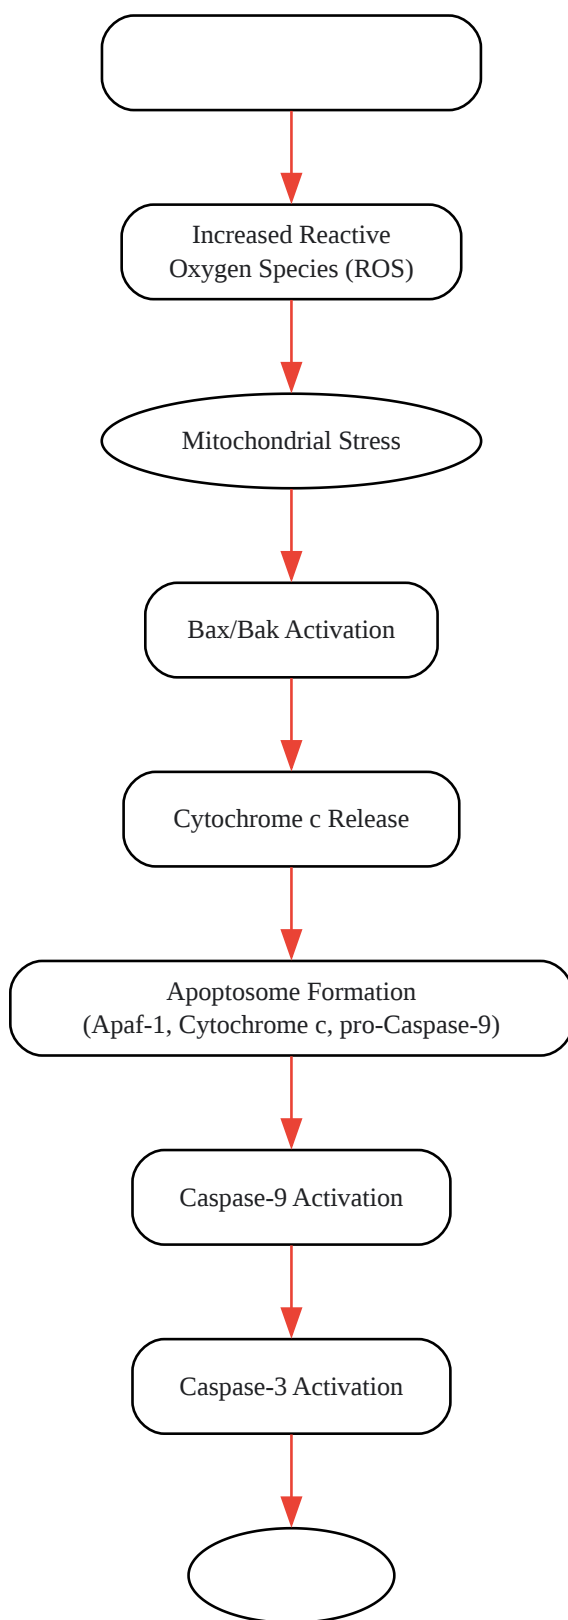 Increased Reactive
Oxygen Species (ROS)
Mitochondrial Stress
Bax/Bak Activation
Cytochrome c Release
Apoptosome Formation
(Apaf-1, Cytochrome c, pro-Caspase-9)
Caspase-9 Activation
Caspase-3 Activation